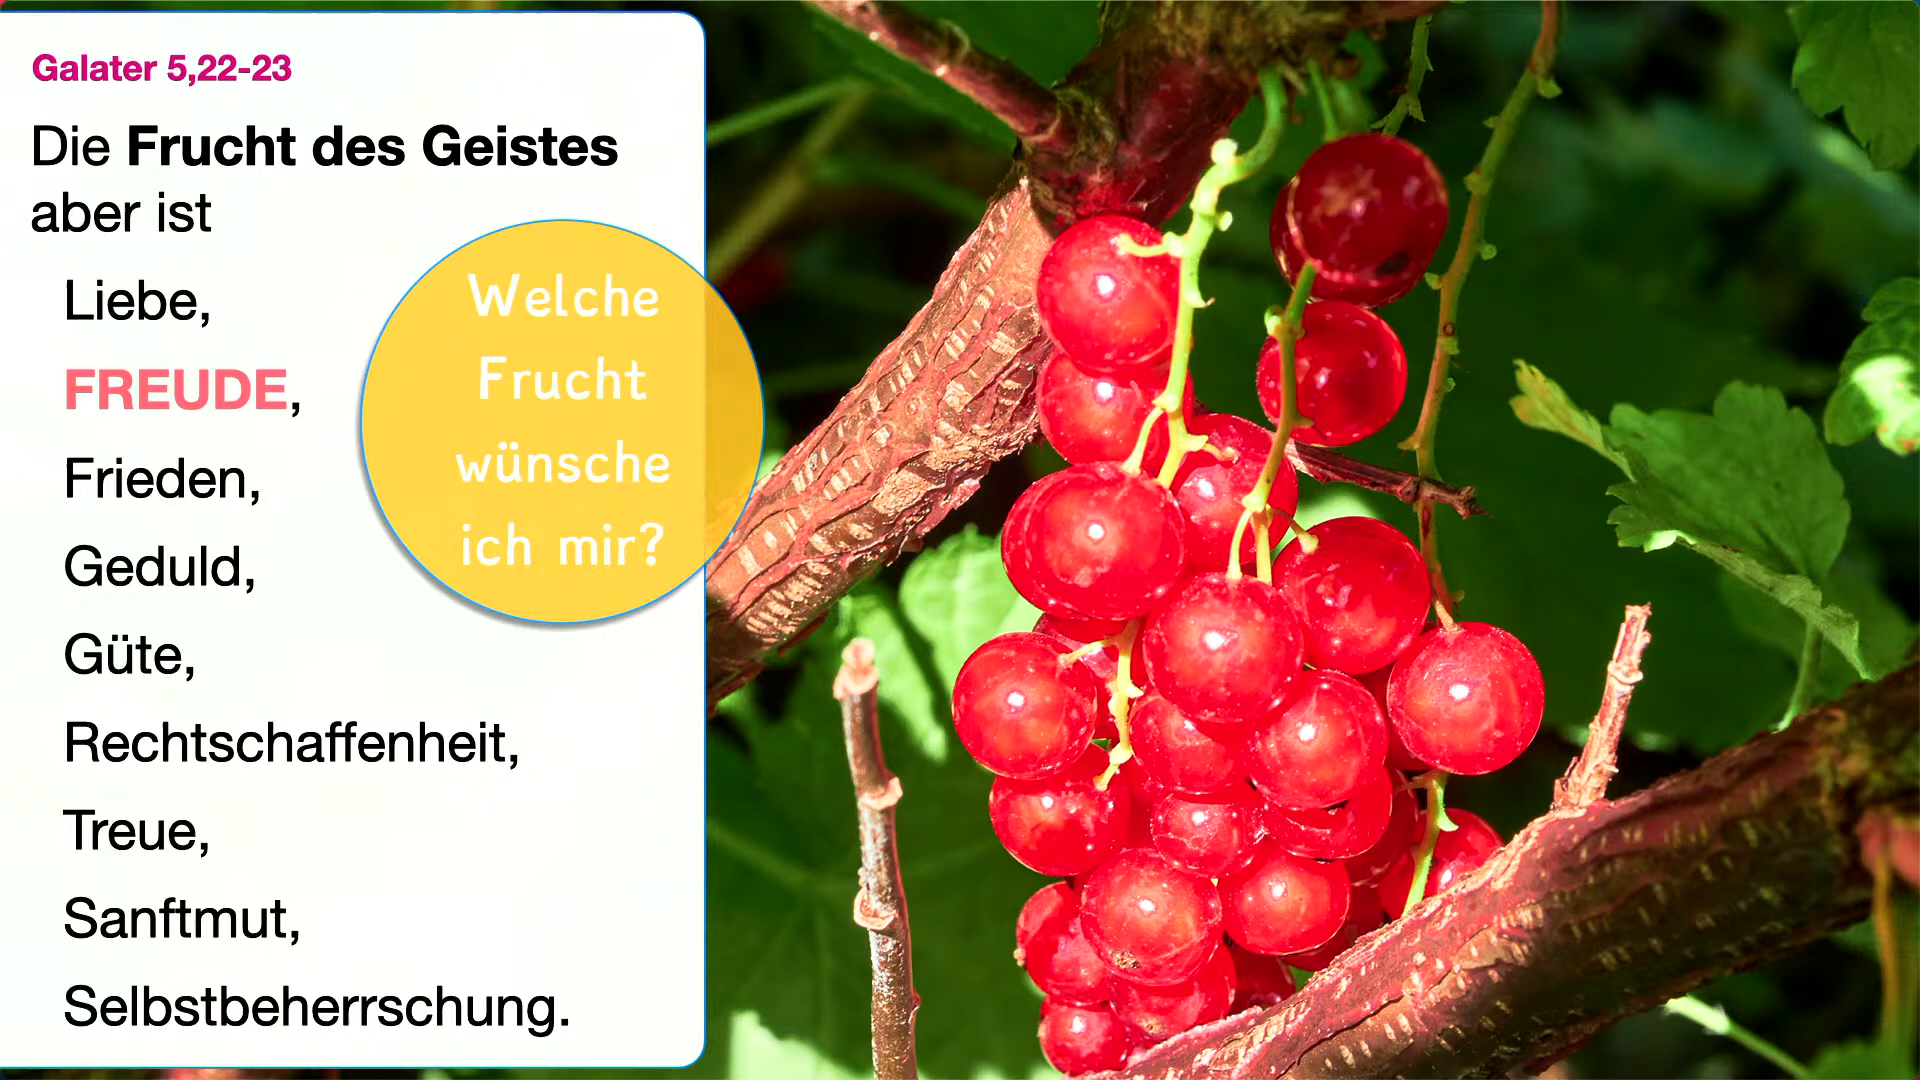 Galater 5,22-23
Die Frucht des Geistes
aber ist
Liebe,
FREUDE,
Frieden,
Geduld,
Güte,
Rechtschaffenheit,
Treue,
Sanftmut,
Selbstbeherrschung.
Welche
Frucht
wünsche
ich mir?